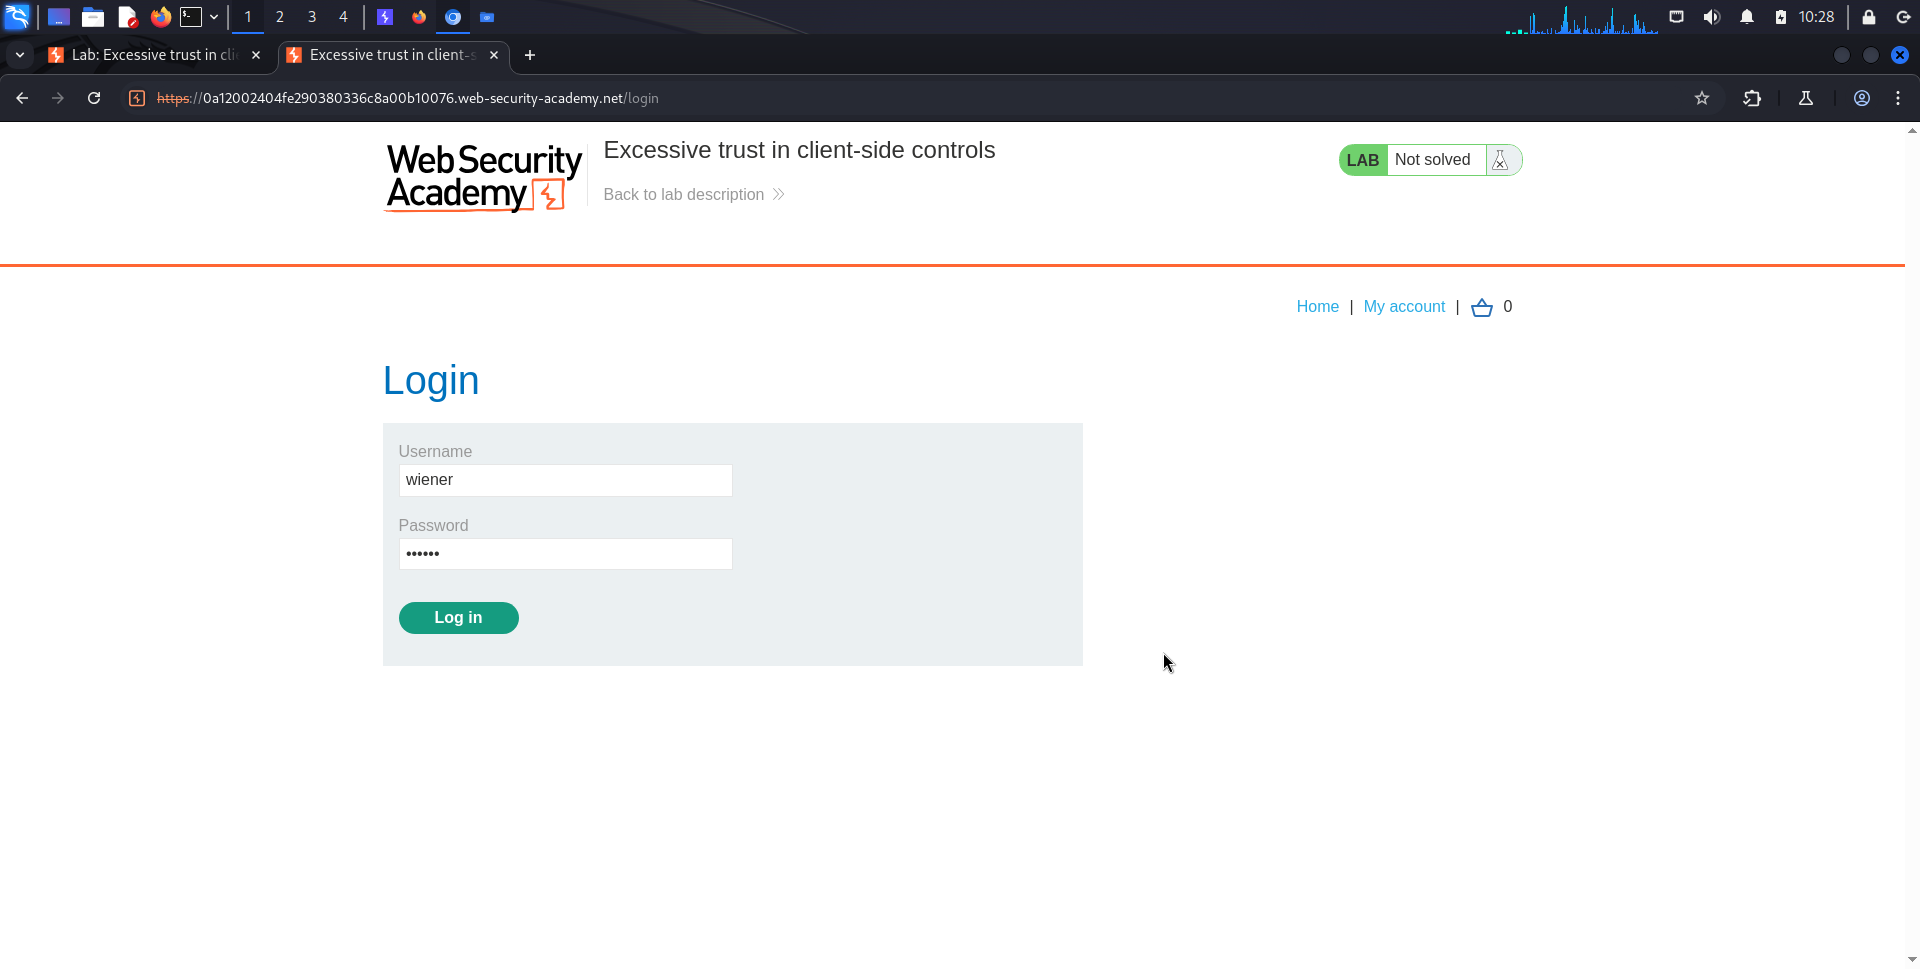 1 2 3 4 10:28
Lab: Excessive trust in cli
Excessive trust in client-s
https://0a12002404fe290380336c8a00b10076.web-security-academy.net/login
Web Security
Academy
Excessive trust in client-side controls
Back to lab description
LAB Not solved
Home | My account | 0
Login
Username
wiener
Password
••••••
Log in